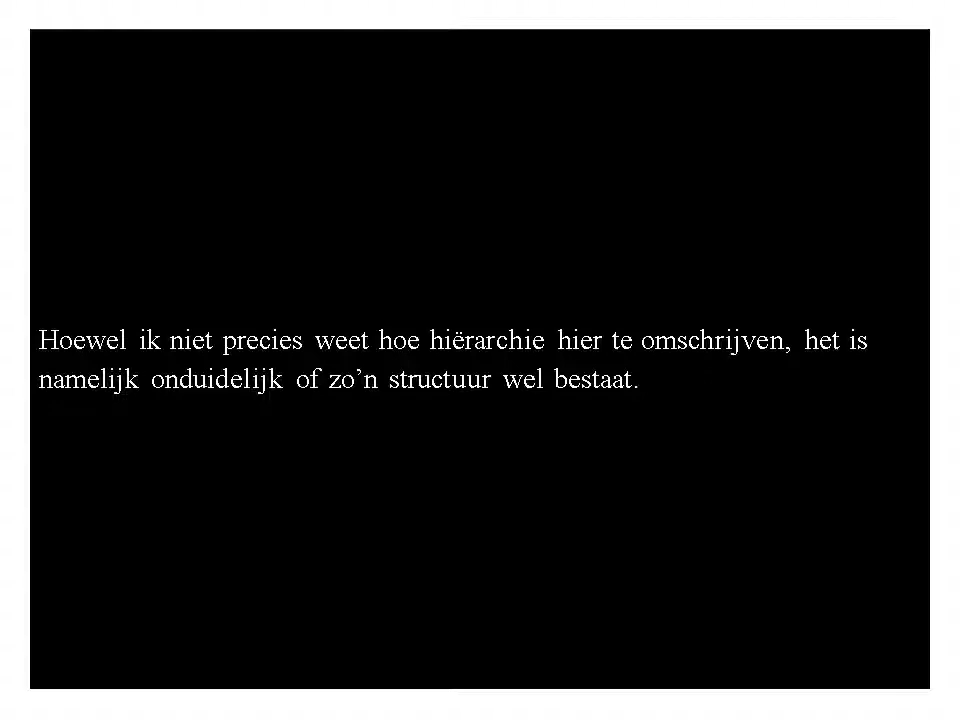 Hoewel ik niet precies weet hoe hiërarchie hier te omschrijven, het is
namelijk onduidelijk of zo’n structuur wel bestaat.